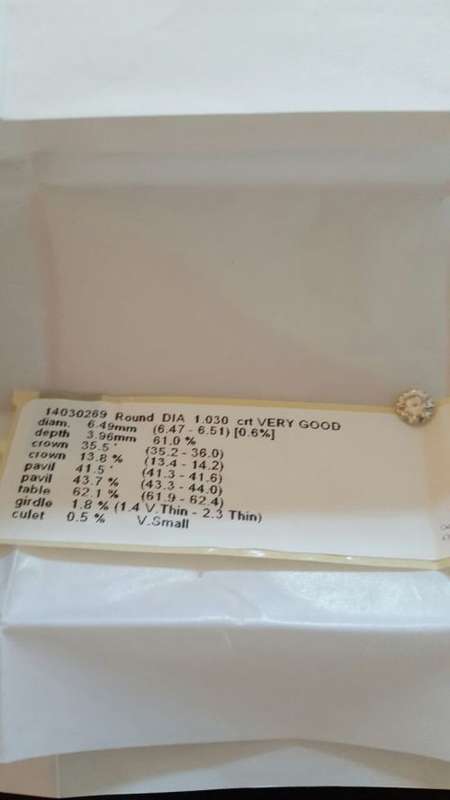 14030269 Round DIA 1.030 crt VERY GOOD
diam. 6.49mm (6.47 - 6.51) [0.6%]
depth 3.96mm 61.0 %
crown 35.5 ° (35.2 - 36.0)
crown 13.8 % (13.4 - 14.2)
pavil 41.5 ° (41.3 - 41.6)
pavil 43.7 % (43.3 - 44.0)
table 62.1 % (61.9 - 62.4)
girdle 1.8 % (1.4 V.Thin - 2.3 Thin)
culet 0.5 % V.Small